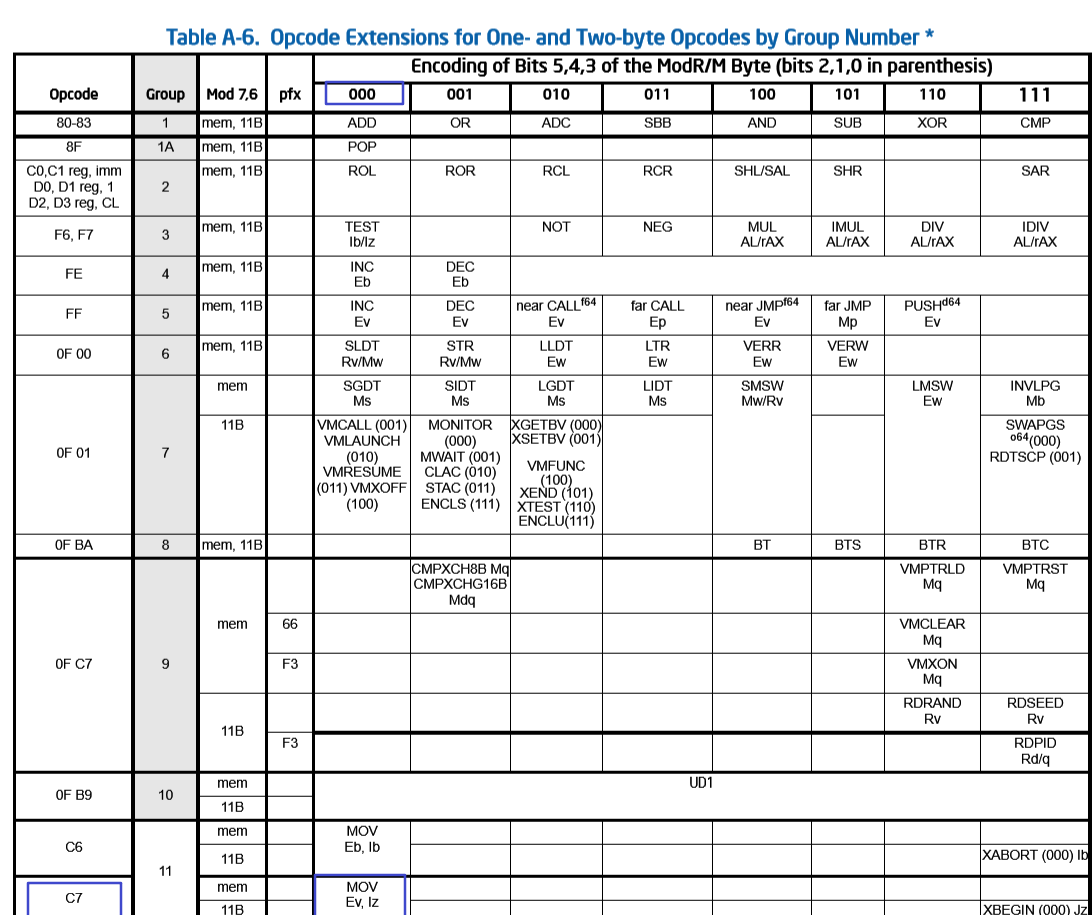 Table A-6. Opcode Extensions for One- and Two-byte Opcodes by Group Number *
Encoding of Bits 5,4,3 of the ModR/M Byte (bits 2,1,0 in parenthesis)
Opcode Group Mod 7,6 pfx 000 001 010 011 100 101 110 111
80-83 1 mem, 11B ADD OR ADC SBB AND SUB XOR CMP
8F 1A mem, 11B POP
C0,C1 reg, imm mem, 11B ROL ROR RCL RCR SHL/SAL SHR SAR
D0, D1 reg, 1 2
D2, D3 reg, CL
F6, F7 3 mem, 11B TEST NOT NEG MUL IMUL DIV IDIV
Ib/Iz AL/rAX AL/rAX AL/rAX AL/rAX
FE 4 mem, 11B INC DEC
Eb Eb
FF 5 mem, 11B INC DEC near CALLf64 far CALL near JMPf64 far JMP PUSHd64
Ev Ev Ev Ep Ev Mp Ev
0F 00 6 mem, 11B SLDT STR LLDT LTR VERR VERW
Rv/Mw Rv/Mw Ew Ew Ew Ew
0F 01 7 mem SGDT SIDT LGDT LIDT SMSW LMSW INVLPG
Ms Ms Ms Ms Mw/Rv Ew Mb
11B VMCALL (001) MONITOR XGETBV (000) SWAPGS
VMLAUNCH (000) XSETBV (001) o64(000)
(010) MWAIT (001) RDTSCP (001)
VMRESUME CLAC (010) VMFUNC
(011) VMXOFF STAC (011) (100)
(100) ENCLS (111) XEND (101)
XTEST (110)
ENCLU(111)
0F BA 8 mem, 11B BT BTS BTR BTC
0F C7 9 mem CMPXCH8B Mq VMPTRLD VMPTRST
CMPXCHG16B Mq Mq
Mdq
66 VMCLEAR
Mq
F3 VMXON
Mq
11B RDRAND RDSEED
Rv Rv
F3 RDPID
Rd/q
0F B9 10 mem UD1
11B
C6 11 mem MOV
Eb, Ib
11B XABORT (000) Ib
C7 mem MOV
Ev, Iz
11B XBEGIN (000) Jz